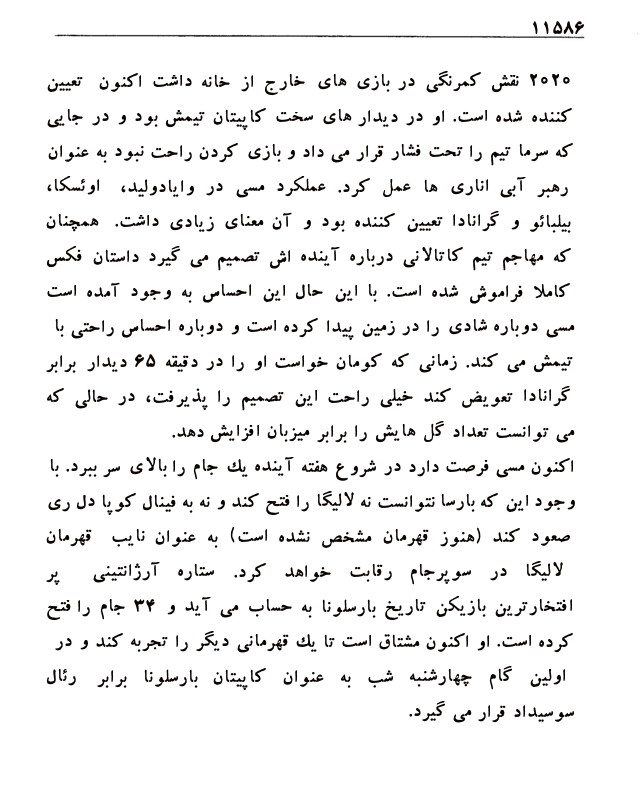 ۱۱۵۸۶
۲۰۲۰ نقش کمرنگی در بازی های خارج از خانه داشت اکنون تعیین
کننده شده است. او در دیدار های سخت کاپیتان تیمش بود و در جایی
که سرما تیم را تحت فشار قرار می داد و بازی کردن راحت نبود به عنوان
رهبر آبی اناری ها عمل کرد. عملکرد مسی در وایادولید، اوئسکا،
بیلبائو و گرانادا تعیین کننده بود و آن معنای زیادی داشت. همچنان
که مهاجم تیم کاتالانی درباره آینده اش تصمیم می گیرد داستان فکس
کاملا فراموش شده است. با این حال این احساس به وجود آمده است
مسی دوباره شادی را در زمین پیدا کرده است و دوباره احساس راحتی با
تیمش می کند. زمانی که کومان خواست او را در دقیقه ۶۵ دیدار برابر
گرانادا تعویض کند خیلی راحت این تصمیم را پذیرفت، در حالی که
می توانست تعداد گل هایش را برابر میزبان افزایش دهد.
اکنون مسی فرصت دارد در شروع هفته آینده یك جام را بالای سر ببرد. با
وجود این که بارسا نتوانست نه لالیگا را فتح کند و نه به فینال کوپا دل ری
صعود کند (هنوز قهرمان مشخص نشده است) به عنوان نایب قهرمان
لالیگا در سوپرجام رقابت خواهد کرد. ستاره آرژانتینی پر
افتخارترین بازیکن تاریخ بارسلونا به حساب می آید و ۳۴ جام را فتح
کرده است. او اکنون مشتاق است تا یك قهرمانی دیگر را تجربه کند و در
اولین گام چهارشنبه شب به عنوان کاپیتان بارسلونا برابر رئال
سوسیداد قرار می گیرد.